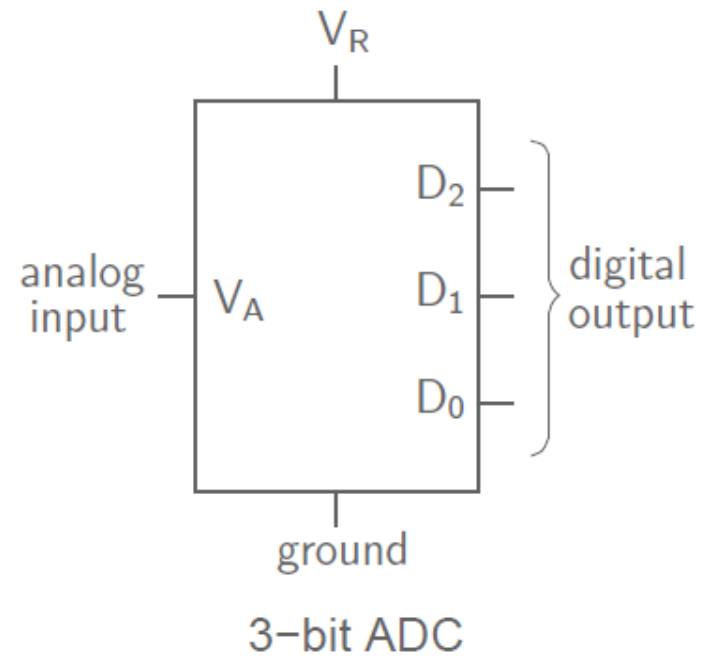 V_R
D_2
analog
input
V_A
D_1
digital
output
D_0
ground
3-bit ADC